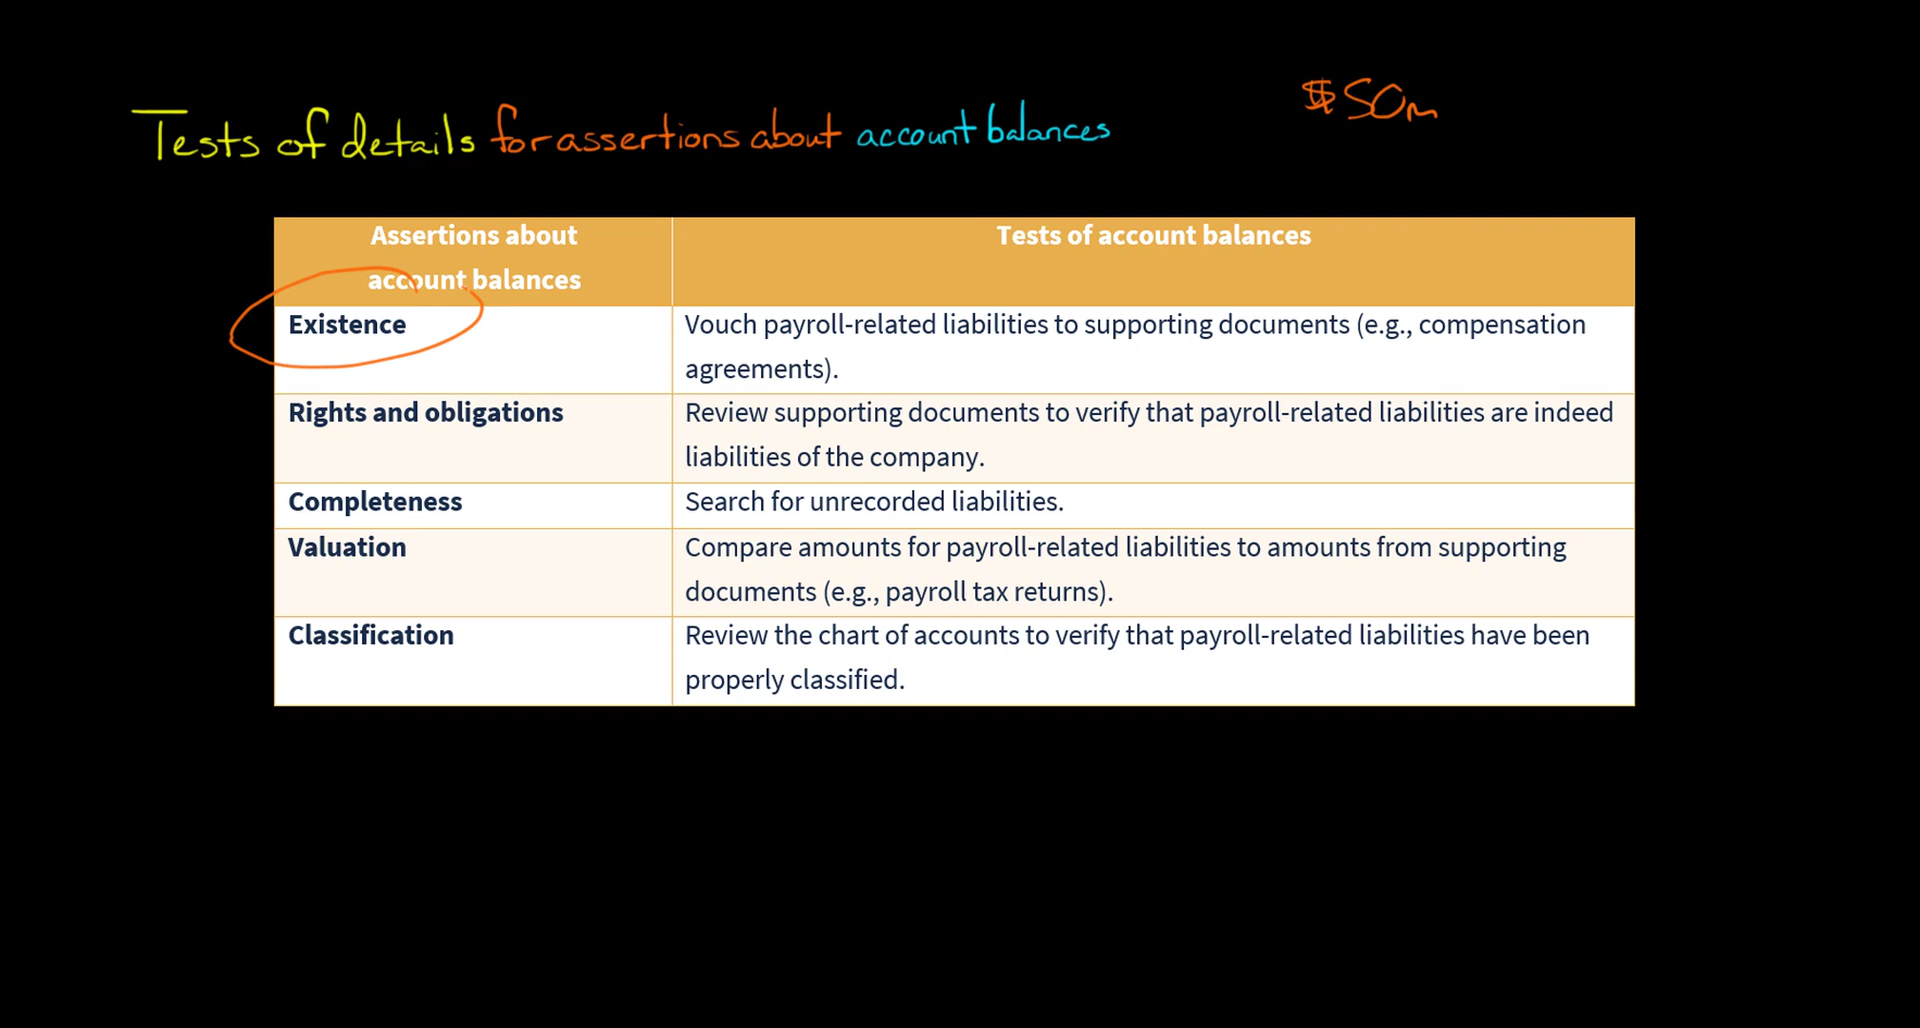 Tests of details for assertions about account balances
$50m
Assertions about
account balances
Tests of account balances
Existence
Vouch payroll-related liabilities to supporting documents (e.g., compensation
agreements).
Rights and obligations
Review supporting documents to verify that payroll-related liabilities are indeed
liabilities of the company.
Completeness
Search for unrecorded liabilities.
Valuation
Compare amounts for payroll-related liabilities to amounts from supporting
documents (e.g., payroll tax returns).
Classification
Review the chart of accounts to verify that payroll-related liabilities have been
properly classified.